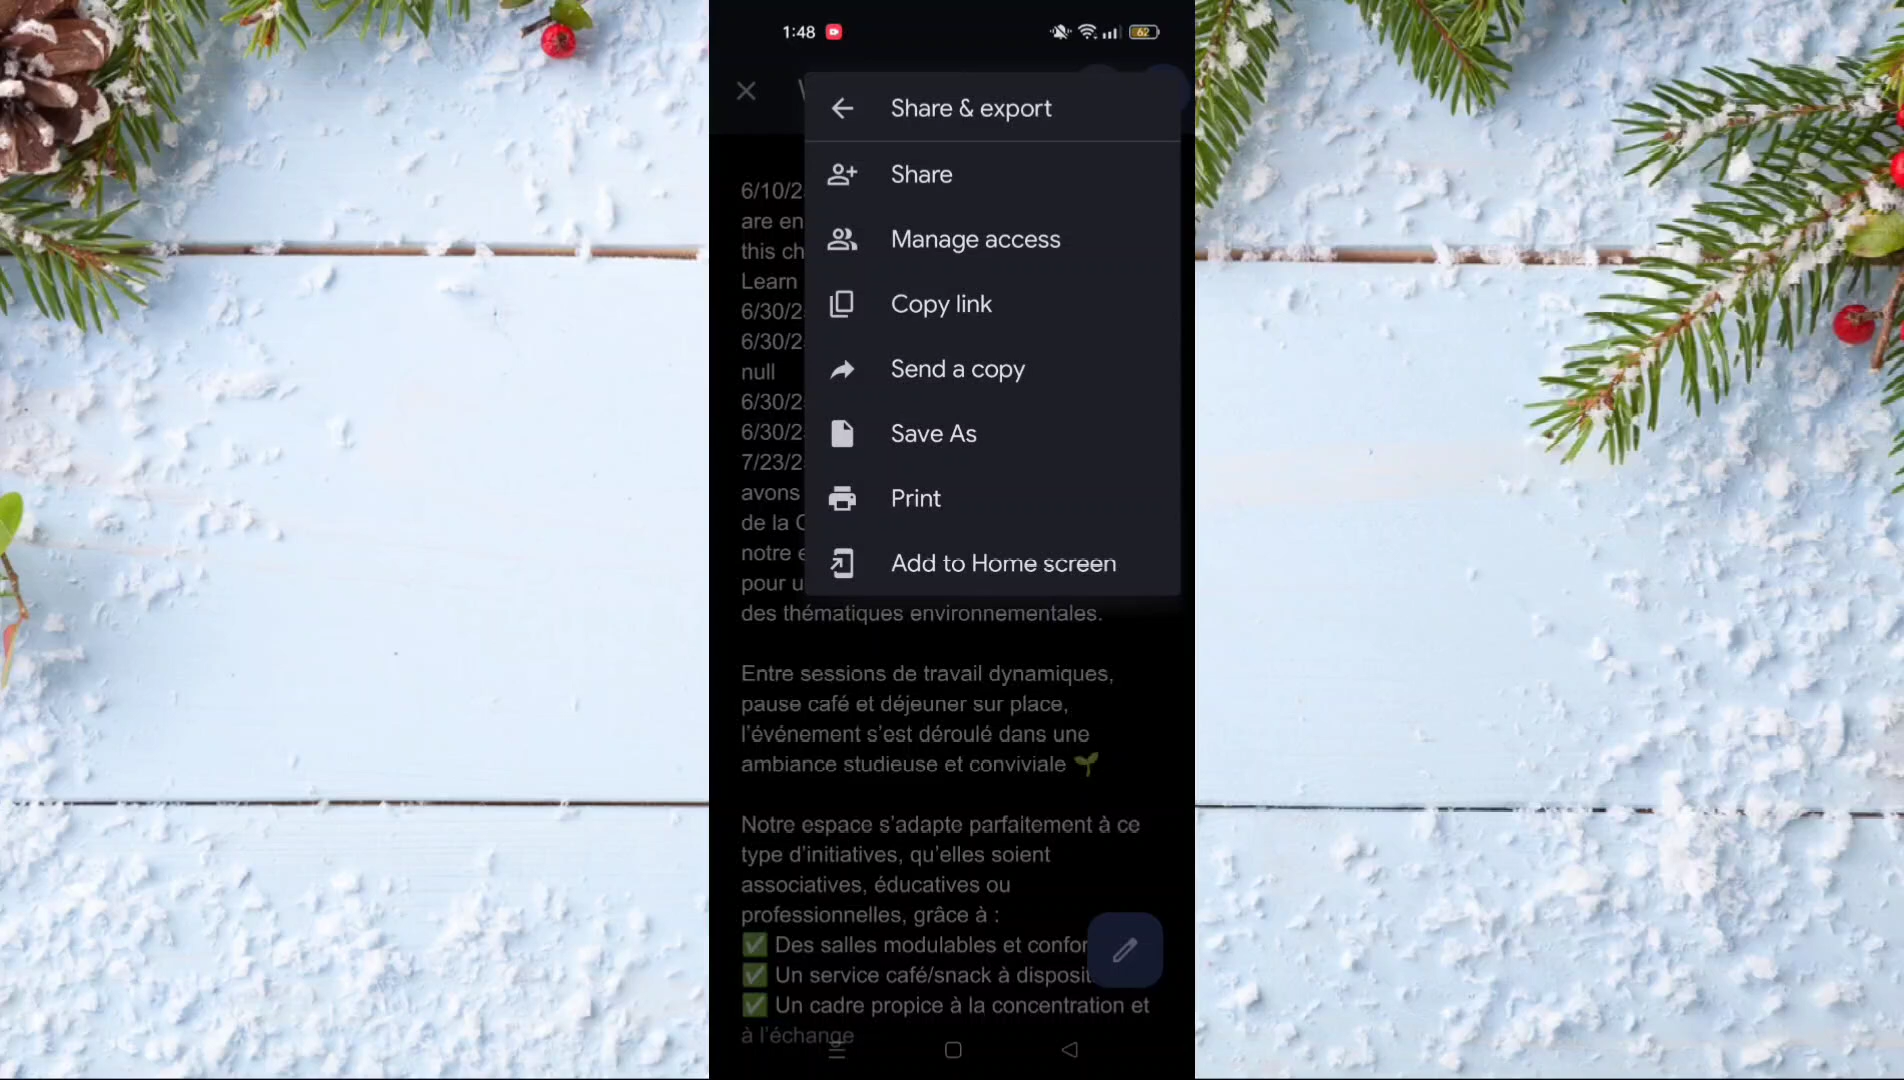 1:48
62
Share & export
Share
Manage access
Copy link
Send a copy
Save As
Print
Add to Home screen
6/10/2
are en
this ch
Learn
6/30/2
6/30/2
null
6/30/2
6/30/2
7/23/2
avons
de la
notre
pour u
des thématiques environnementales.
Entre sessions de travail dynamiques,
pause café et déjeuner sur place,
l’événement s’est déroulé dans une
ambiance studieuse et conviviale 🌱
Notre espace s’adapte parfaitement à ce
type d’initiatives, qu’elles soient
associatives, éducatives ou
professionnelles, grâce à :
✅ Des salles modulables et confor
✅ Un service café/snack à disposit
✅ Un cadre propice à la concentration et
à l’échange